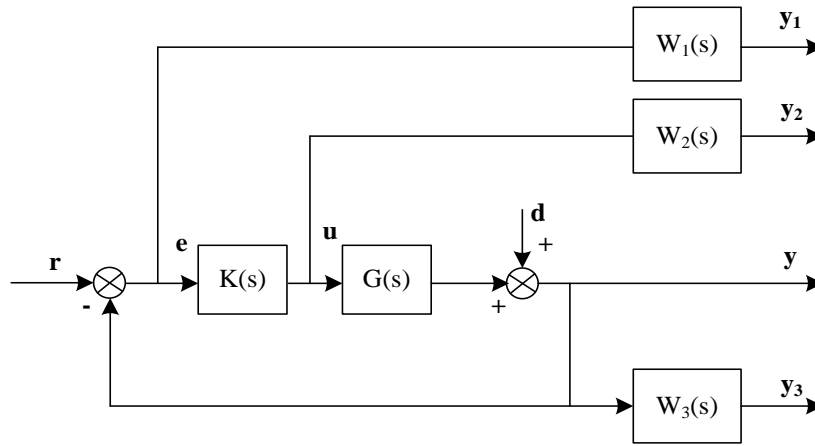 W₁(s)
y₁
W₂(s)
y₂
r
-
e
K(s)
u
G(s)
d
+
+
y
W₃(s)
y₃